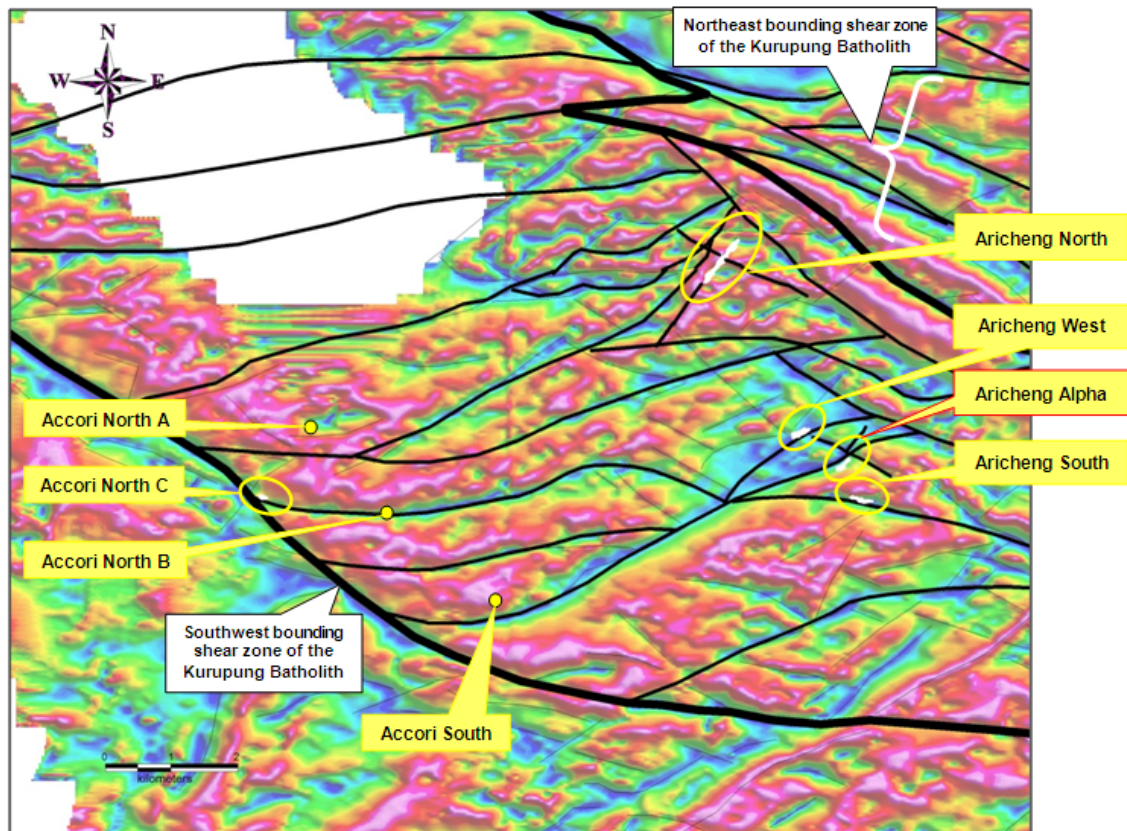 Northeast bounding shear zone
of the Kurupung Batholith
N
W E
S
Aricheng North
Aricheng West
Aricheng Alpha
Accori North A
Aricheng South
Accori North C
Accori North B
Southwest bounding
shear zone of the
Kurupung Batholith
Accori South
0 1 2
kilometers